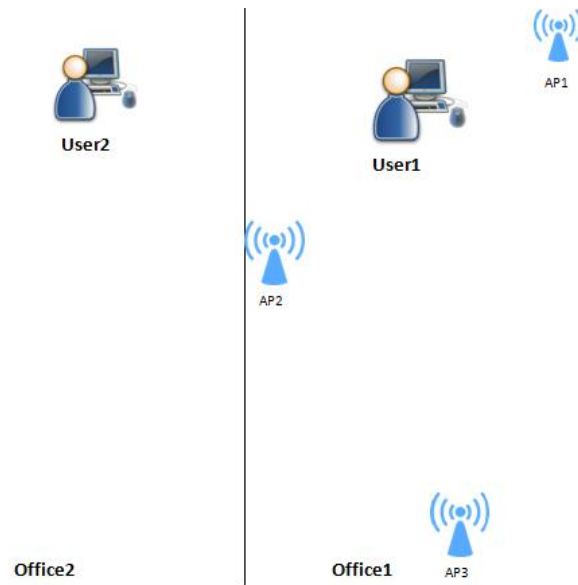 AP1
User2
User1
AP2
Office2
Office1
AP3